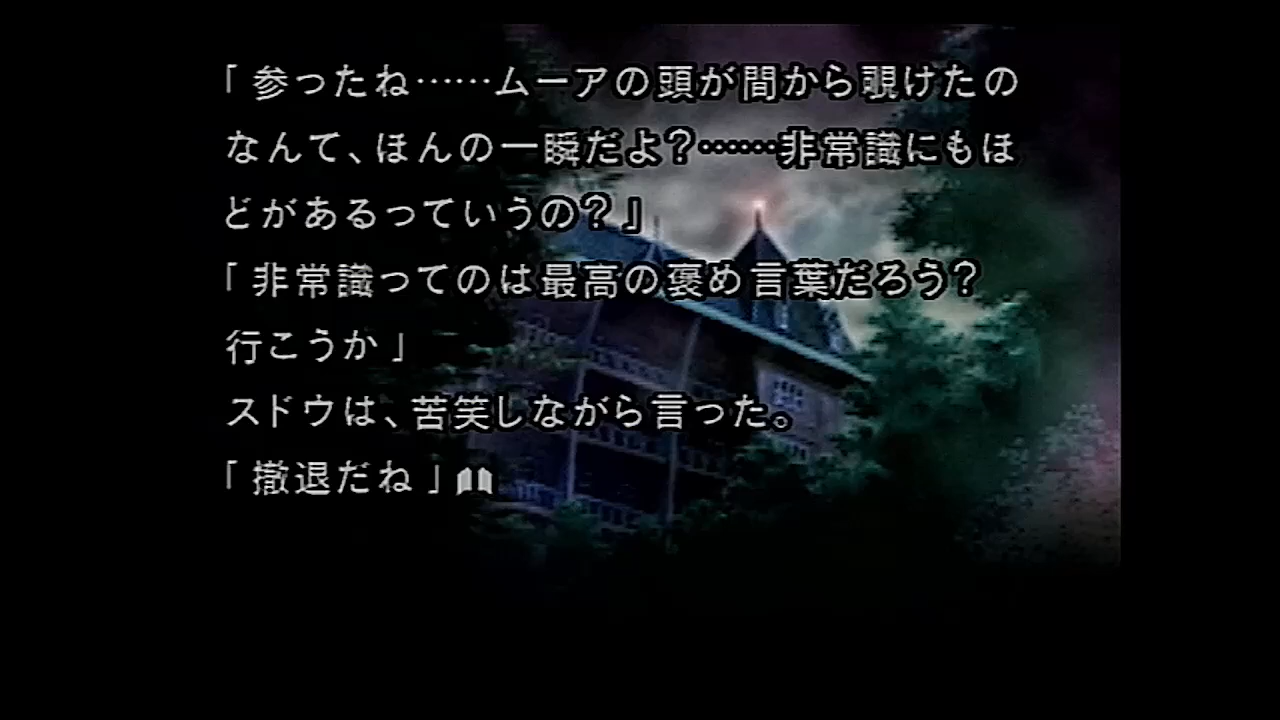 「参ったね……ムーアの頭が間から覗けたの
なんて、ほんの一瞬だよ？……非常識にもほ
どがあるっていうの？』
「非常識ってのは最高の褒め言葉だろう？
行こうか」
スドウは、苦笑しながら言った。
「撤退だね」